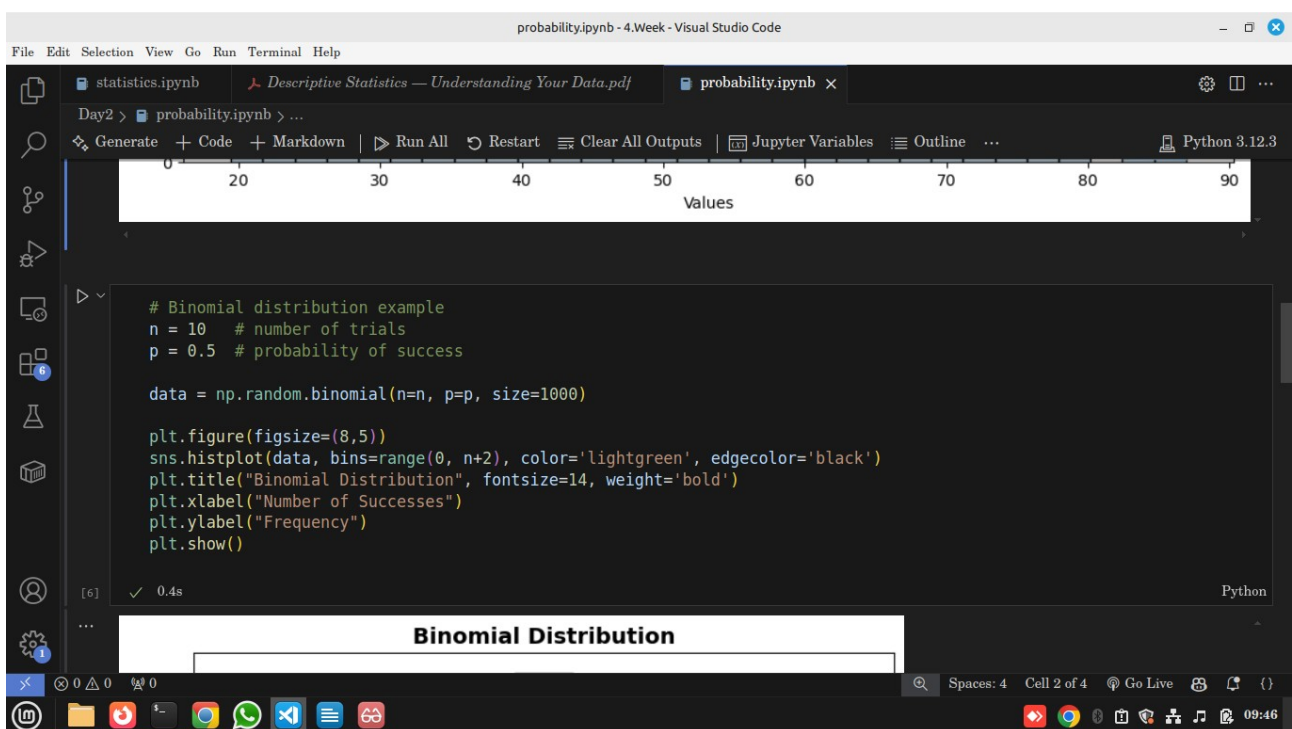 probability.ipynb - 4.Week - Visual Studio Code
File Edit Selection View Go Run Terminal Help
statistics.ipynb Descriptive Statistics — Understanding Your Data.pdf probability.ipynb
Day2 > probability.ipynb > ...
Generate + Code + Markdown | Run All Restart Clear All Outputs | Jupyter Variables Outline ... Python 3.12.3
0
20 30 40 50 60 70 80 90
Values
# Binomial distribution example
n = 10 # number of trials
p = 0.5 # probability of success
data = np.random.binomial(n=n, p=p, size=1000)
plt.figure(figsize=(8,5))
sns.histplot(data, bins=range(0, n+2), color='lightgreen', edgecolor='black')
plt.title("Binomial Distribution", fontsize=14, weight='bold')
plt.xlabel("Number of Successes")
plt.ylabel("Frequency")
plt.show()
[6] ✓ 0.4s Python
6
...
Binomial Distribution
1
0 0 0 Spaces: 4 Cell 2 of 4 Go Live {}
09:46